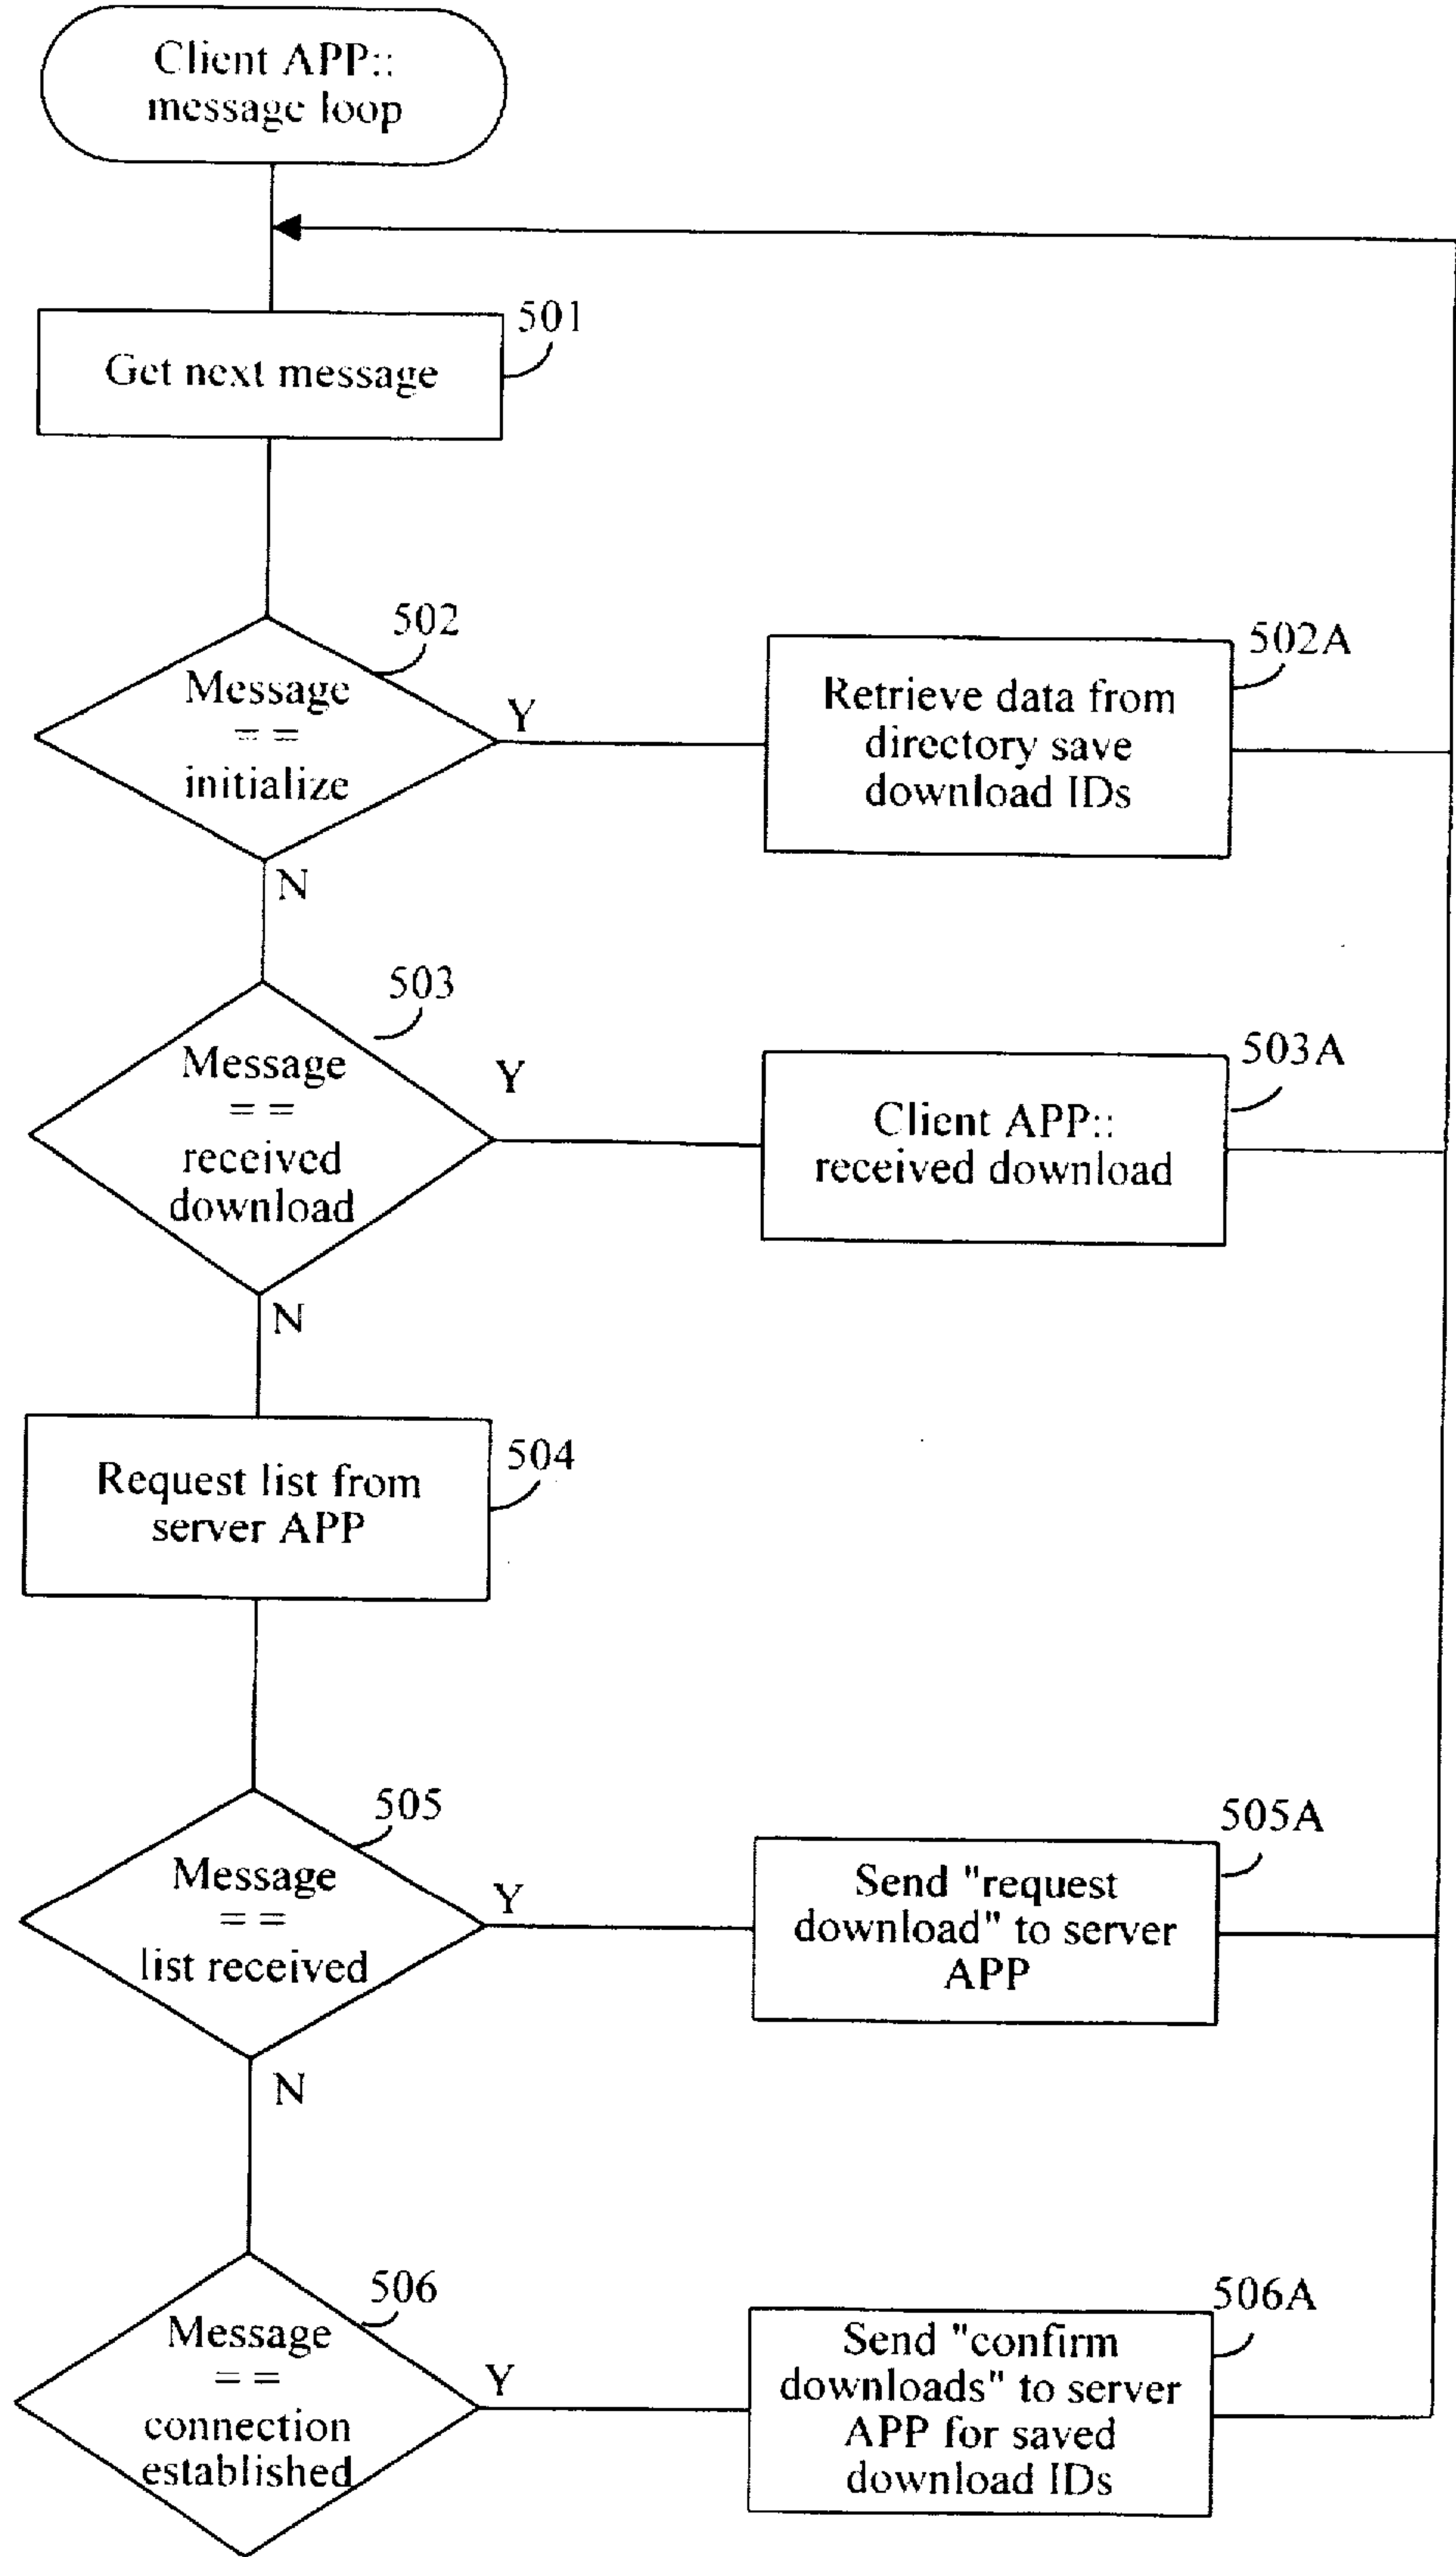 Client APP::
message loop
501
Get next message
502
Message
= =
initialize
Y
502A
Retrieve data from
directory save
download IDs
N
503
Message
= =
received
download
Y
503A
Client APP::
received download
N
504
Request list from
server APP
505
Message
= =
list received
Y
505A
Send "request
download" to server
APP
N
506
Message
= =
connection
established
Y
506A
Send "confirm
downloads" to server
APP for saved
download IDs